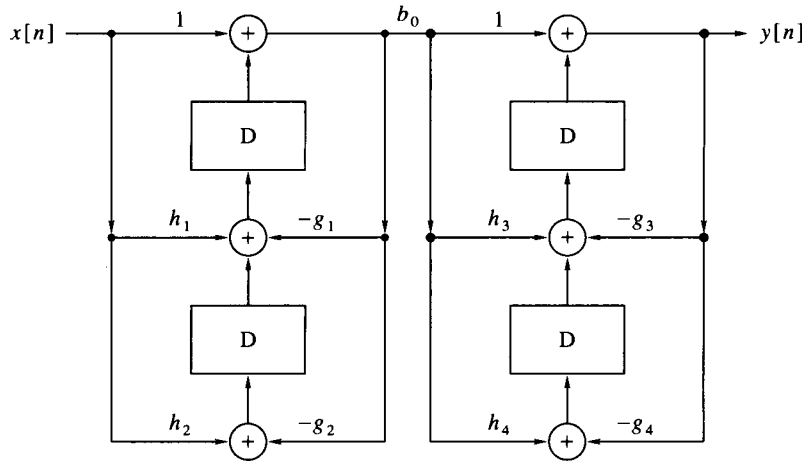 x[n] 1 + b₀ 1 + y[n]
D D
h₁ + −g₁ h₃ + −g₃
D D
h₂ + −g₂ h₄ + −g₄